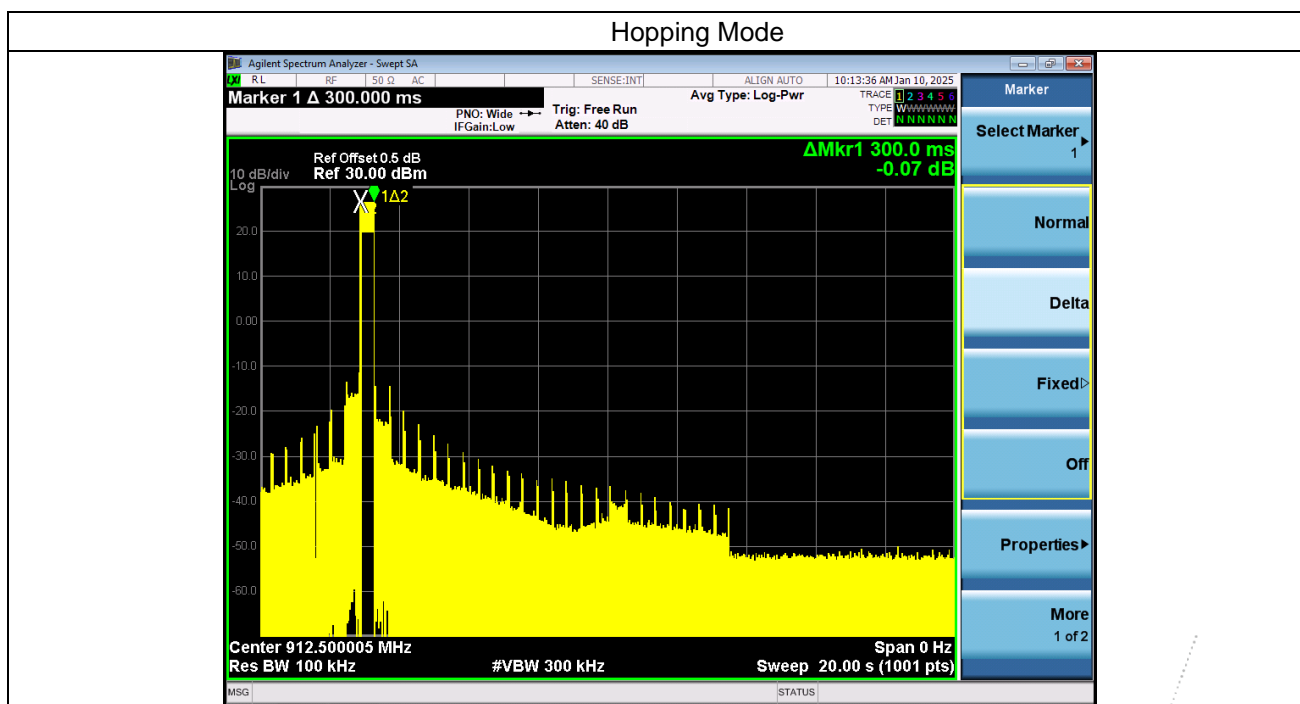 Hopping Mode
Agilent Spectrum Analyzer - Swept SA
LXI RL RF 50 Ω AC SENSE:INT ALIGN AUTO 10:13:36 AM Jan 10, 2025
Marker 1 Δ 300.000 ms
PNO: Wide
IFGain:Low
Trig: Free Run
Atten: 40 dB
Avg Type: Log-Pwr
TRACE 1 2 3 4 5 6
TYPE WWWWWW
DET N N N N N N
ΔMkr1 300.0 ms
-0.07 dB
Ref Offset 0.5 dB
10 dB/div Ref 30.00 dBm
Log
1Δ2
20.0
10.0
0.00
-10.0
-20.0
-30.0
-40.0
-50.0
-60.0
Center 912.500005 MHz Span 0 Hz
Res BW 100 kHz #VBW 300 kHz Sweep 20.00 s (1001 pts)
MSG STATUS
Marker
Select Marker
1
Normal
Delta
Fixed
Off
Properties
More
1 of 2